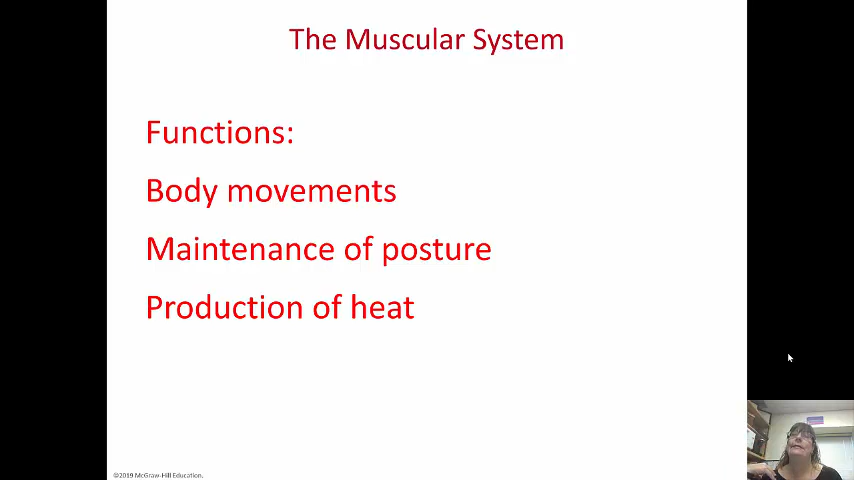 The Muscular System
Functions:
Body movements
Maintenance of posture
Production of heat
©2019 McGraw-Hill Education.